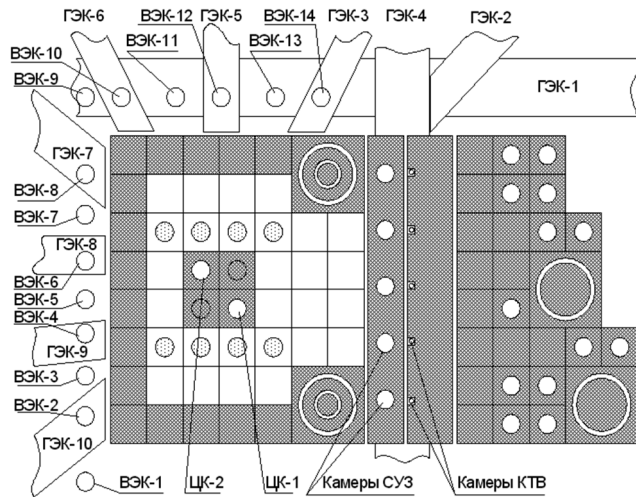 ГЭК-6
ВЭК-12
ГЭК-5
ВЭК-14
ГЭК-3
ГЭК-4
ГЭК-2
ВЭК-10
ВЭК-11
ВЭК-13
ВЭК-9
ГЭК-1
ГЭК-7
ВЭК-8
ВЭК-7
ГЭК-8
ВЭК-6
ВЭК-5
ВЭК-4
ГЭК-9
ВЭК-3
ВЭК-2
ГЭК-10
ВЭК-1
ЦК-2
ЦК-1
Камеры СУЗ
Камеры КТВ